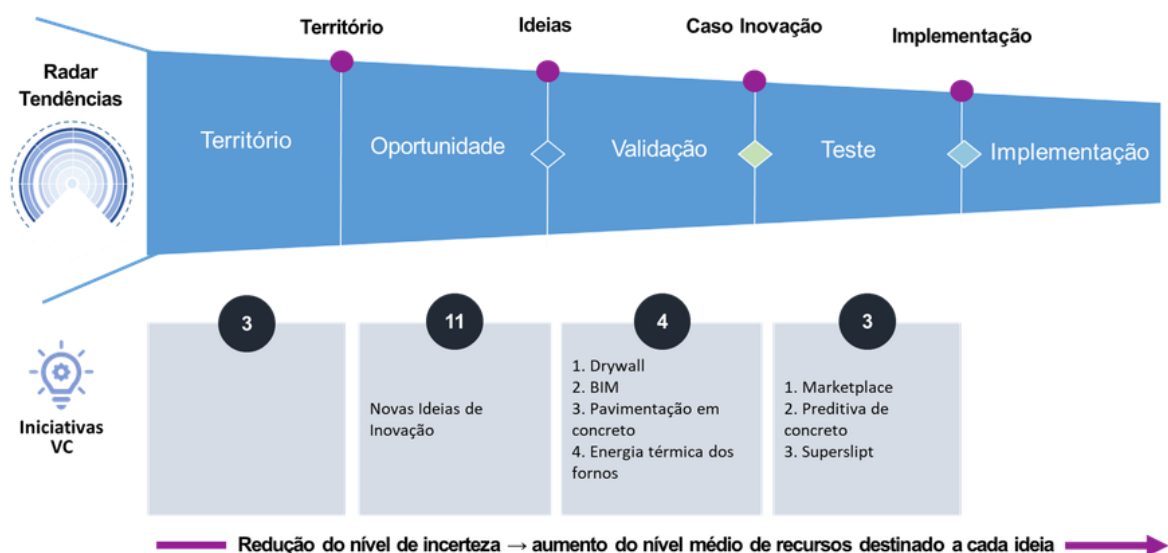 Território
Ideias
Caso Inovação
Implementação
Radar
Tendências
Território
Oportunidade
Validação
Teste
Implementação
3
11
4
3
Iniciativas
VC
Novas Ideias de
Inovação
1. Drywall
2. BIM
3. Pavimentação em
concreto
4. Energia térmica dos
fornos
1. Marketplace
2. Preditiva de
concreto
3. Superslipt
Redução do nível de incerteza → aumento do nível médio de recursos destinado a cada ideia